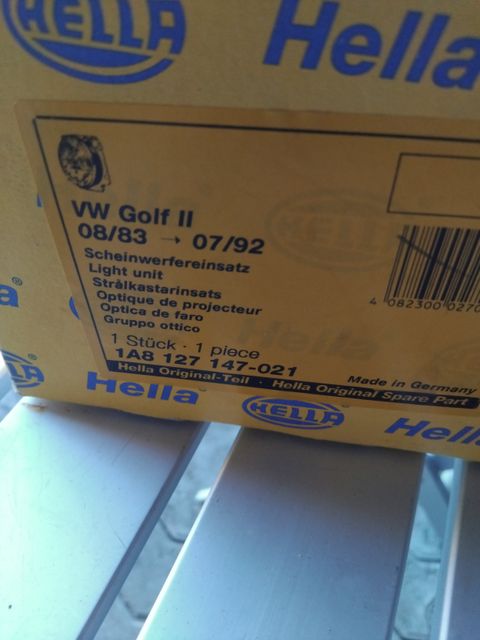 HELLA
Hella
VW Golf II
08/83 → 07/92
Scheinwerfereinsatz
Light unit
Strålkastarinsats
Optique de projecteur
Optica de faro
Gruppo ottico
1 Stück · 1 piece
1A8 127 147-021
Made in Germany
Hella Original-Teil · Hella Original Spare Part
4 082300 0270
Hella
HELLA
Hella
HELLA
Hella